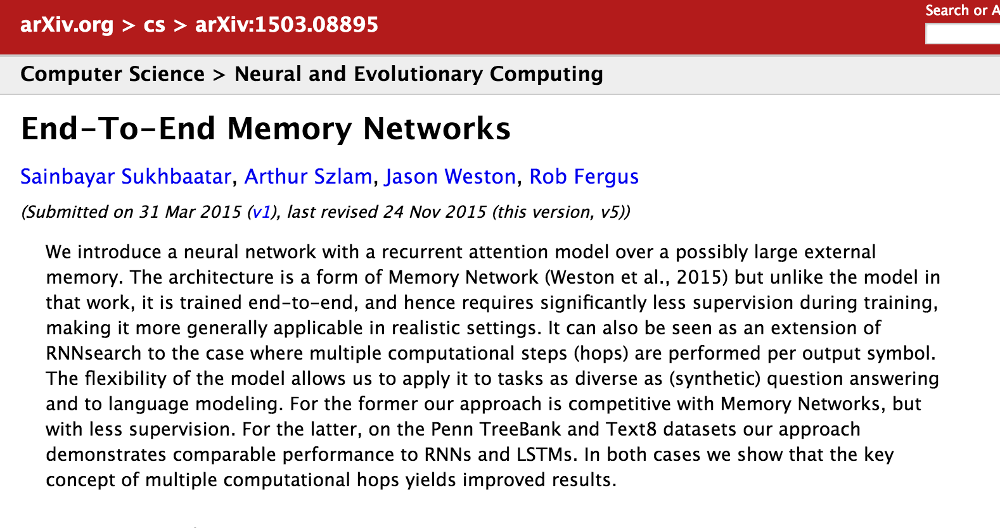 arXiv.org > cs > arXiv:1503.08895
Search or A
Computer Science > Neural and Evolutionary Computing
End-To-End Memory Networks
Sainbayar Sukhbaatar, Arthur Szlam, Jason Weston, Rob Fergus
(Submitted on 31 Mar 2015 (v1), last revised 24 Nov 2015 (this version, v5))
We introduce a neural network with a recurrent attention model over a possibly large external
memory. The architecture is a form of Memory Network (Weston et al., 2015) but unlike the model in
that work, it is trained end-to-end, and hence requires significantly less supervision during training,
making it more generally applicable in realistic settings. It can also be seen as an extension of
RNNsearch to the case where multiple computational steps (hops) are performed per output symbol.
The flexibility of the model allows us to apply it to tasks as diverse as (synthetic) question answering
and to language modeling. For the former our approach is competitive with Memory Networks, but
with less supervision. For the latter, on the Penn TreeBank and Text8 datasets our approach
demonstrates comparable performance to RNNs and LSTMs. In both cases we show that the key
concept of multiple computational hops yields improved results.